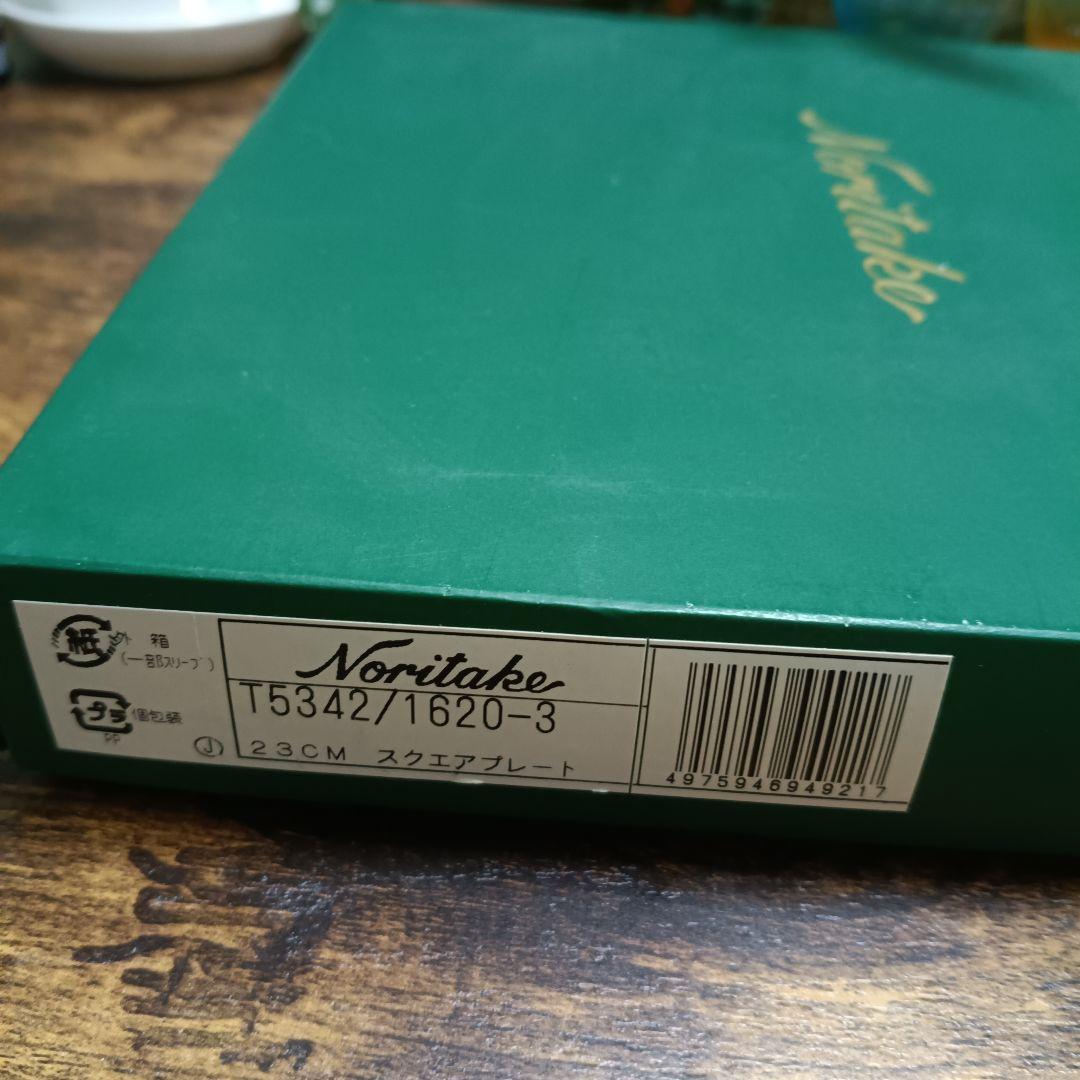 Noritake
紙
外 箱
(一部スリーブ)
プラ
個包装
PP
J
Noritake
T5342/1620-3
23CM スクエアプレート
4975946949217